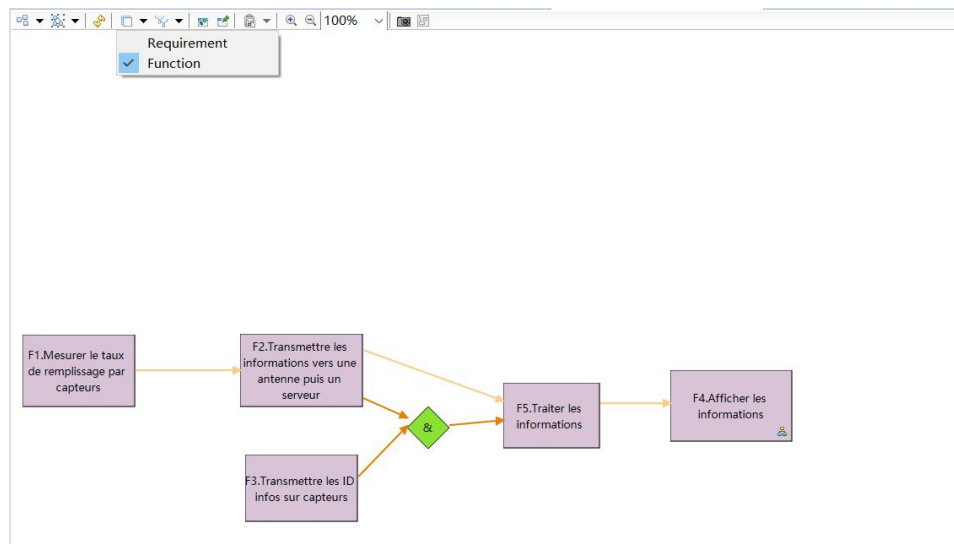 100%
Requirement
Function
F1.Mesurer le taux
de remplissage par
capteurs
F2.Transmettre les
informations vers une
antenne puis un
serveur
&
F3.Transmettre les ID
infos sur capteurs
F5.Traiter les
informations
F4.Afficher les
informations